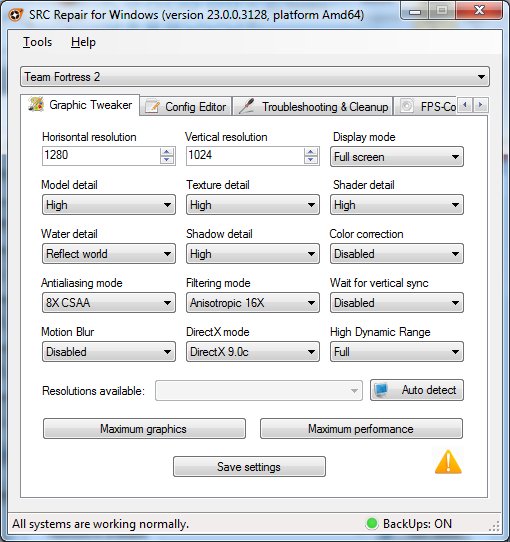 SRC Repair for Windows (version 23.0.0.3128, platform Amd64)
Tools Help
Team Fortress 2
Graphic Tweaker Config Editor Troubleshooting & Cleanup FPS-Co
Horisontal resolution Vertical resolution Display mode
1280 1024 Full screen
Model detail Texture detail Shader detail
High High High
Water detail Shadow detail Color correction
Reflect world High Disabled
Antialiasing mode Filtering mode Wait for vertical sync
8X CSAA Anisotropic 16X Disabled
Motion Blur DirectX mode High Dynamic Range
Disabled DirectX 9.0c Full
Resolutions available: Auto detect
Maximum graphics Maximum performance
Save settings
All systems are working normally. BackUps: ON